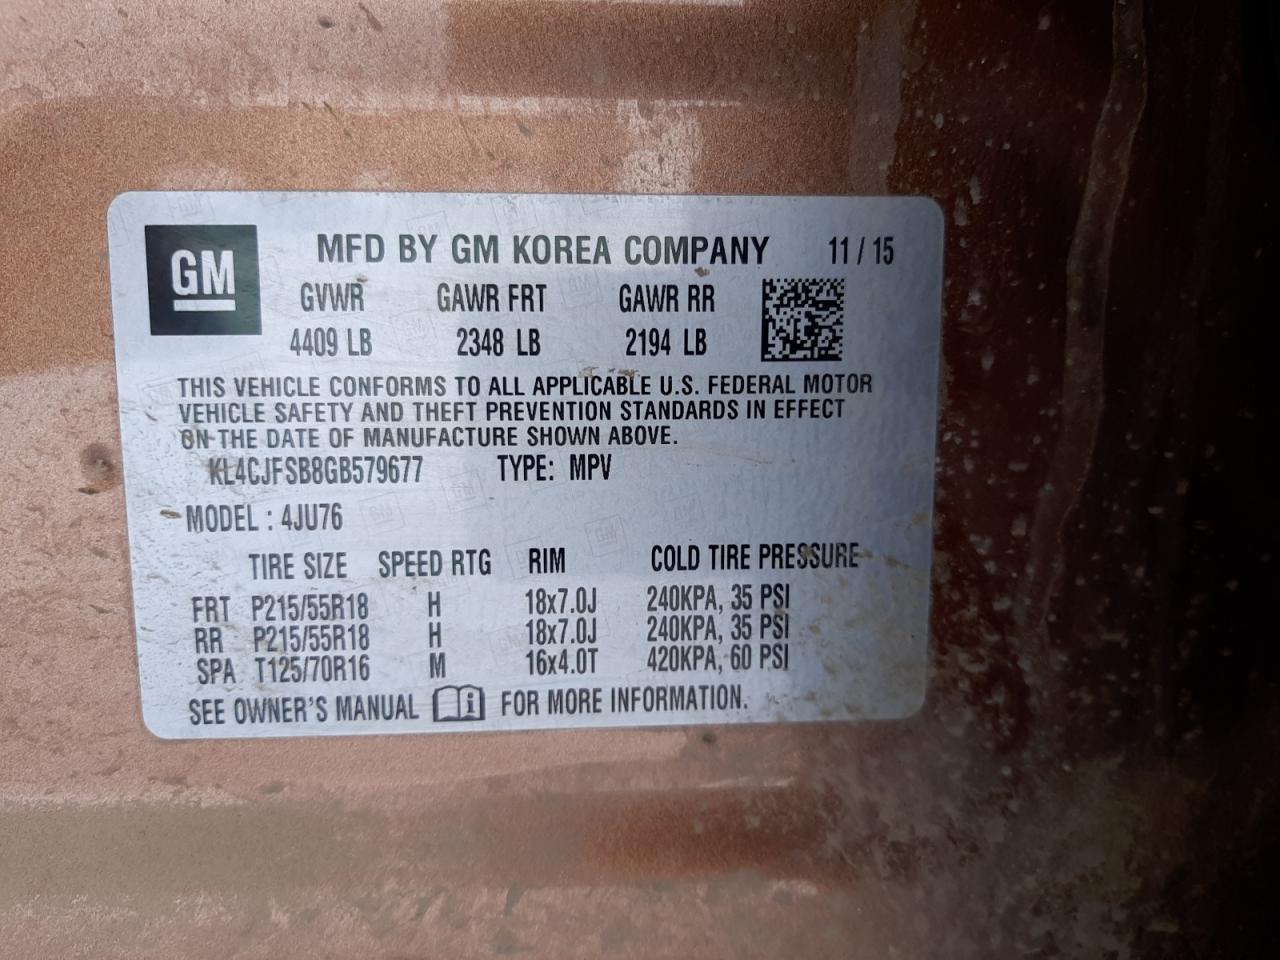 GM MFD BY GM KOREA COMPANY 11 / 15
GVWR GAWR FRT GAWR RR
4409 LB 2348 LB 2194 LB
THIS VEHICLE CONFORMS TO ALL APPLICABLE U.S. FEDERAL MOTOR
VEHICLE SAFETY AND THEFT PREVENTION STANDARDS IN EFFECT
ON THE DATE OF MANUFACTURE SHOWN ABOVE.
KL4CJFSB8GB579677 TYPE: MPV
MODEL : 4JU76
TIRE SIZE SPEED RTG RIM COLD TIRE PRESSURE
FRT P215/55R18 H 18x7.0J 240KPA, 35 PSI
RR P215/55R18 H 18x7.0J 240KPA, 35 PSI
SPA T125/70R16 M 16x4.0T 420KPA, 60 PSI
SEE OWNER'S MANUAL i FOR MORE INFORMATION.